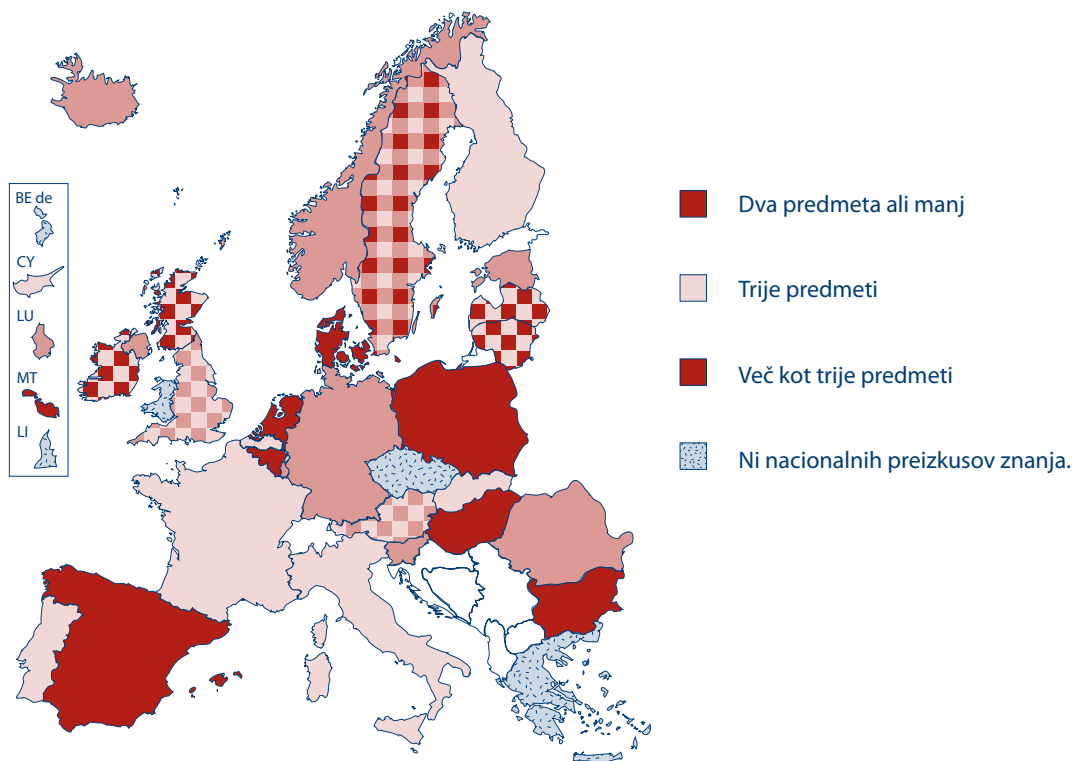 BE de
CY
LU
MT
LI
Dva predmeta ali manj
Trije predmeti
Več kot trije predmeti
Ni nacionalnih preizkusov znanja.